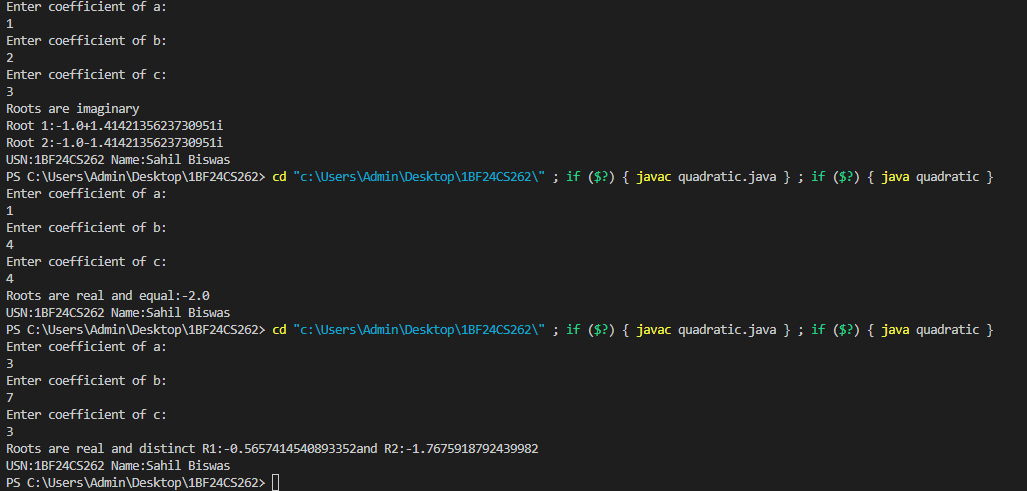 Enter coefficient of a:
1
Enter coefficient of b:
2
Enter coefficient of c:
3
Roots are imaginary
Root 1:-1.0+1.4142135623730951i
Root 2:-1.0-1.4142135623730951i
USN:1BF24CS262 Name:Sahil Biswas
PS C:\Users\Admin\Desktop\1BF24CS262> cd "c:\Users\Admin\Desktop\1BF24CS262\" ; if ($?) { javac quadratic.java } ; if ($?) { java quadratic }
Enter coefficient of a:
1
Enter coefficient of b:
4
Enter coefficient of c:
4
Roots are real and equal:-2.0
USN:1BF24CS262 Name:Sahil Biswas
PS C:\Users\Admin\Desktop\1BF24CS262> cd "c:\Users\Admin\Desktop\1BF24CS262\" ; if ($?) { javac quadratic.java } ; if ($?) { java quadratic }
Enter coefficient of a:
3
Enter coefficient of b:
7
Enter coefficient of c:
3
Roots are real and distinct R1:-0.5657414540893352and R2:-1.7675918792439982
USN:1BF24CS262 Name:Sahil Biswas
PS C:\Users\Admin\Desktop\1BF24CS262>